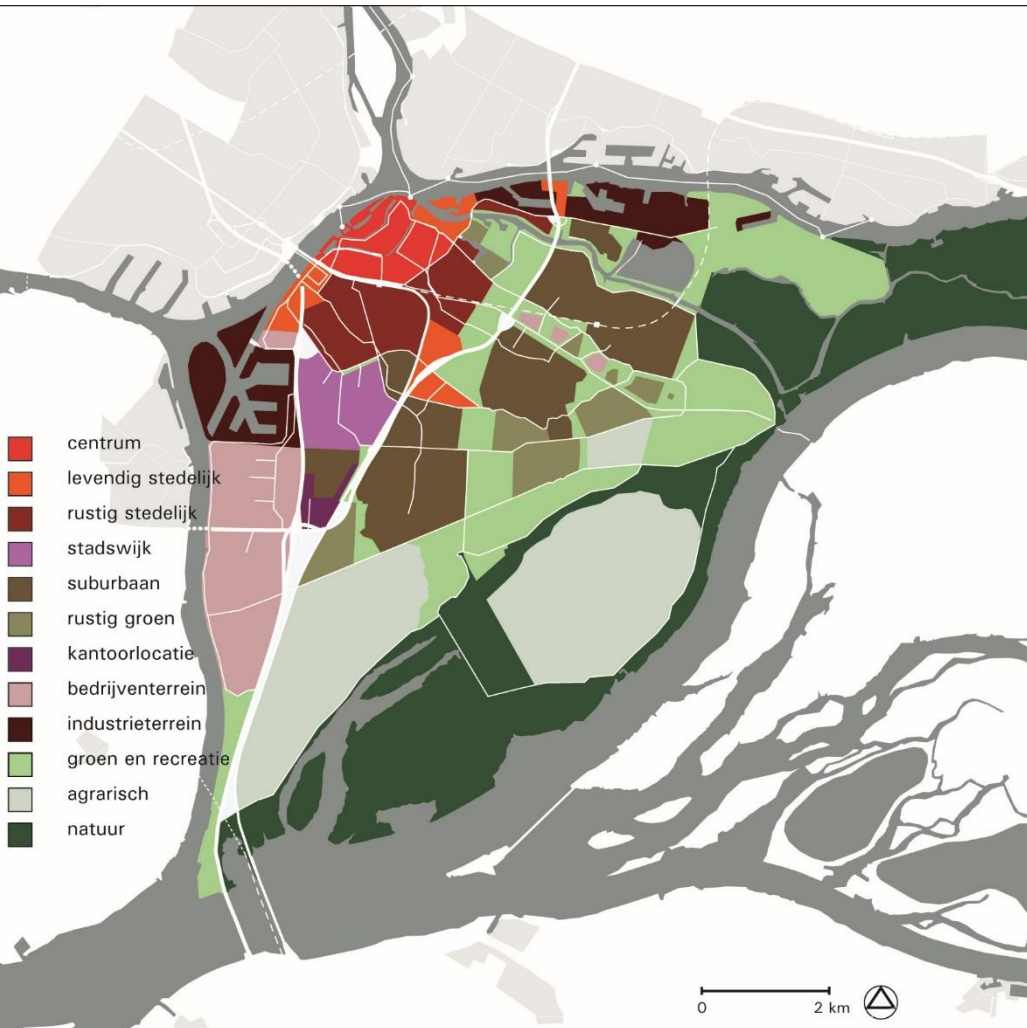 centrum
levendig stedelijk
rustig stedelijk
stadswijk
suburbaan
rustig groen
kantoorlocatie
bedrijventerrein
industrieterrein
groen en recreatie
agrarisch
natuur
0 2 km